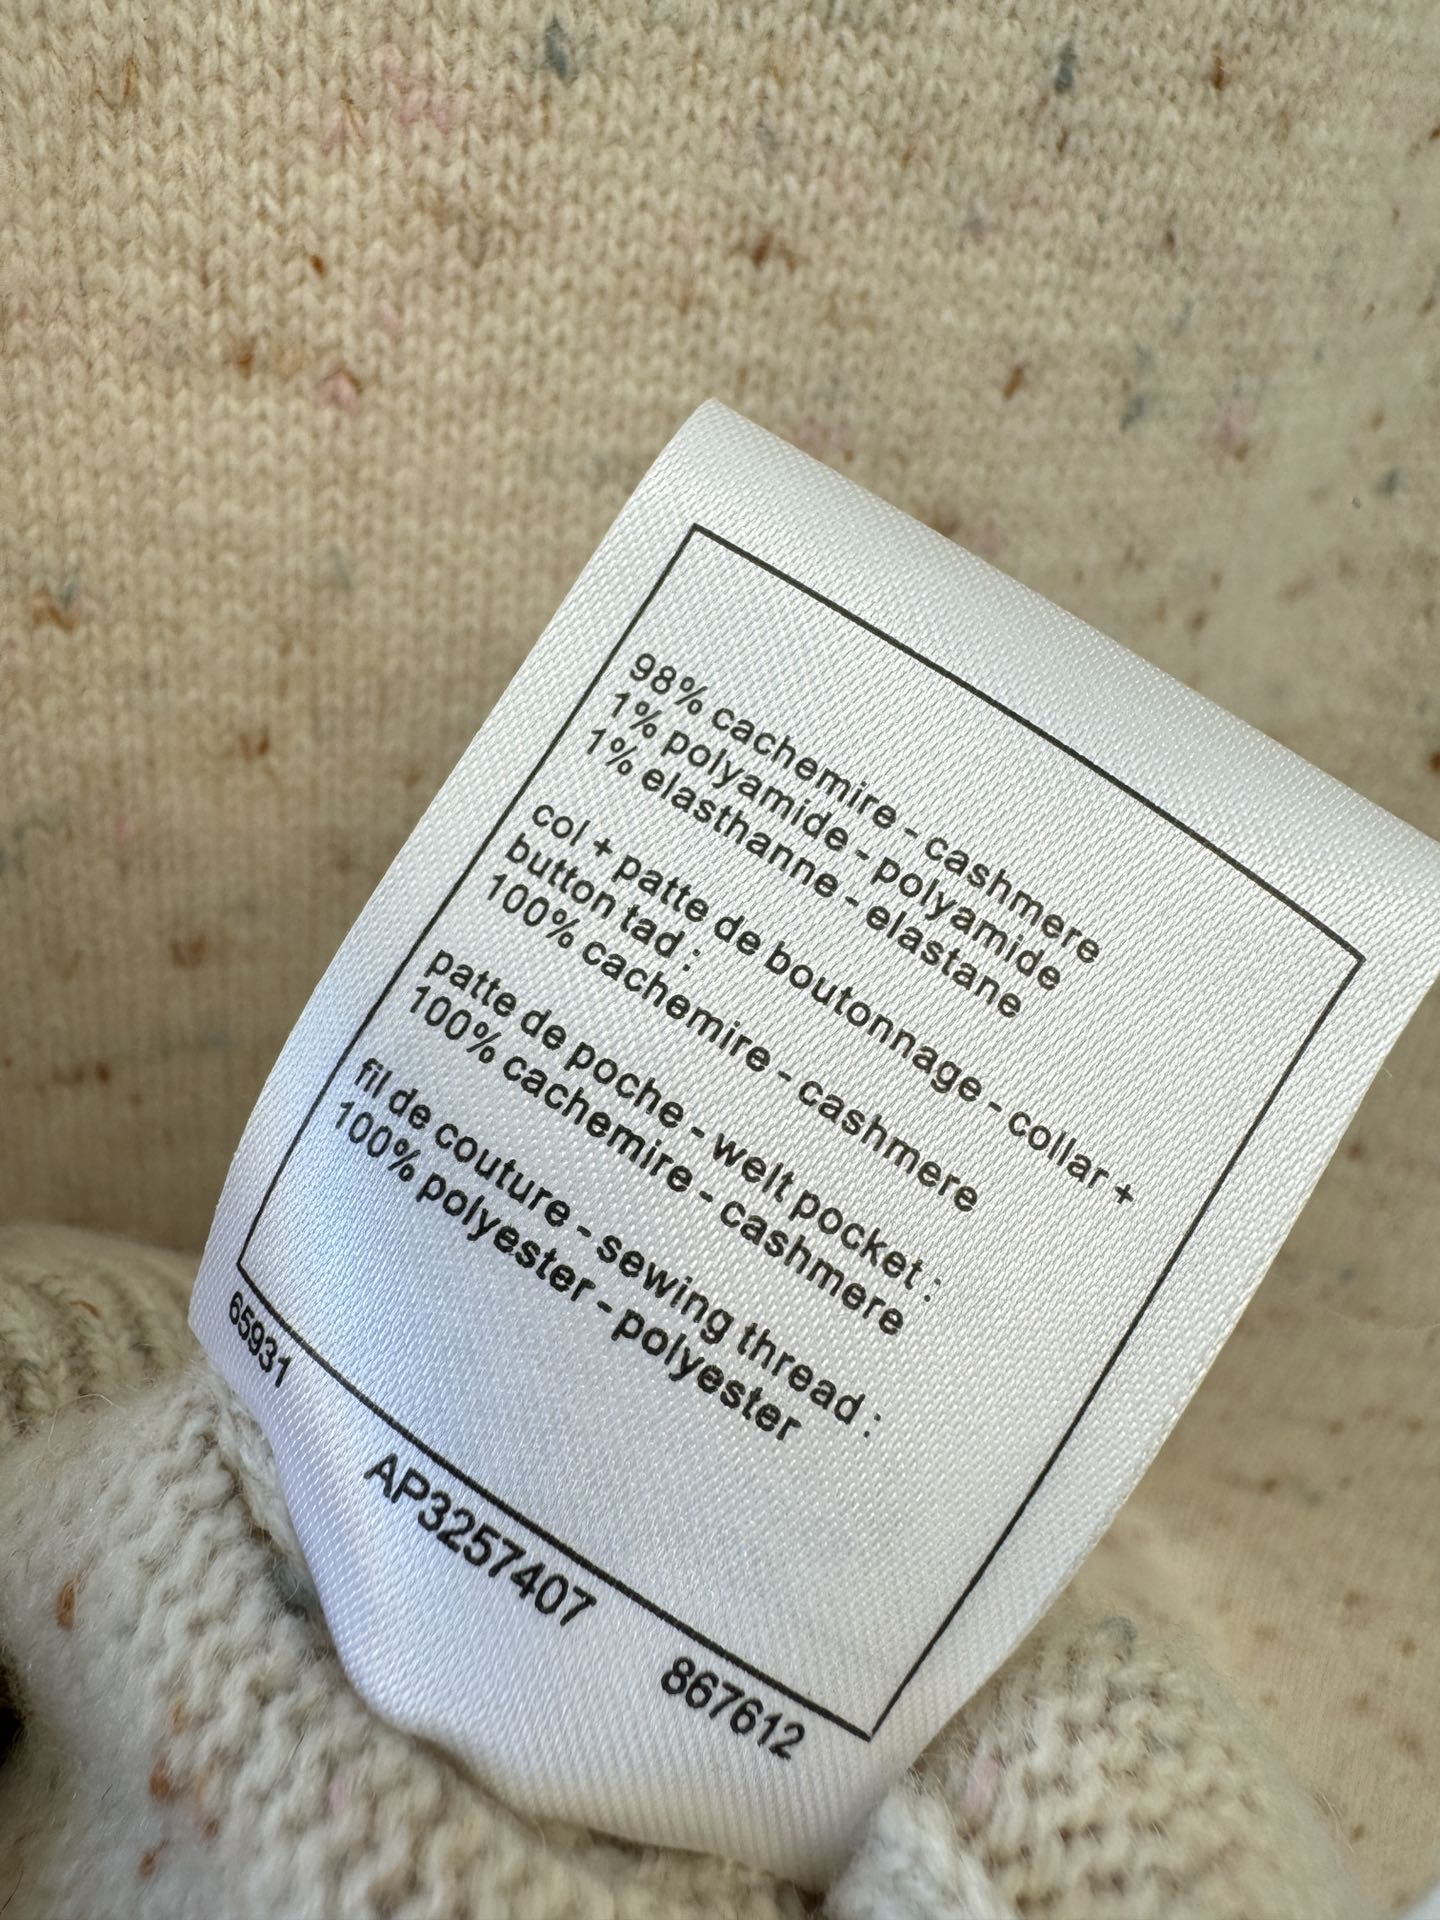 98% cachemire - cashmere
1% polyamide - polyamide
1% elasthanne - elastane
col + patte de boutonnage - collar +
button tad :
100% cachemire - cashmere
patte de poche - welt pocket :
100% cachemire - cashmere
fil de couture - sewing thread :
100% polyester - polyester
65931
AP3257407
867612